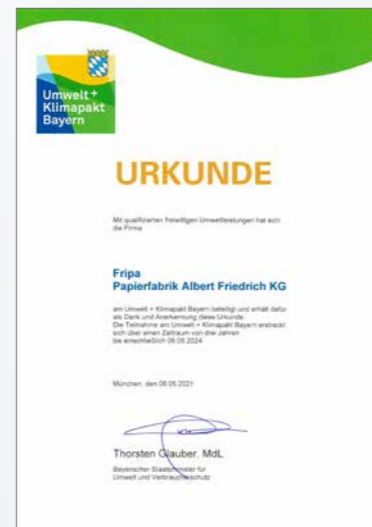 Umwelt+
Klimapakt
Bayern
URKUNDE
Mit qualifizierten freiwilligen Umweltleistungen hat sich
die Firma
Fripa
Papierfabrik Albert Friedrich KG
am Umwelt + Klimapakt Bayern beteiligt und erhält dafür
als Dank und Anerkennung diese Urkunde.
Die Teilnahme am Umwelt + Klimapakt Bayern erstreckt
sich über einen Zeitraum von drei Jahren
bis einschließlich 06.05.2024.
München, den 06.05.2021
Thorsten Glauber, MdL
Bayerischer Staatsminister für
Umwelt und Verbraucherschutz